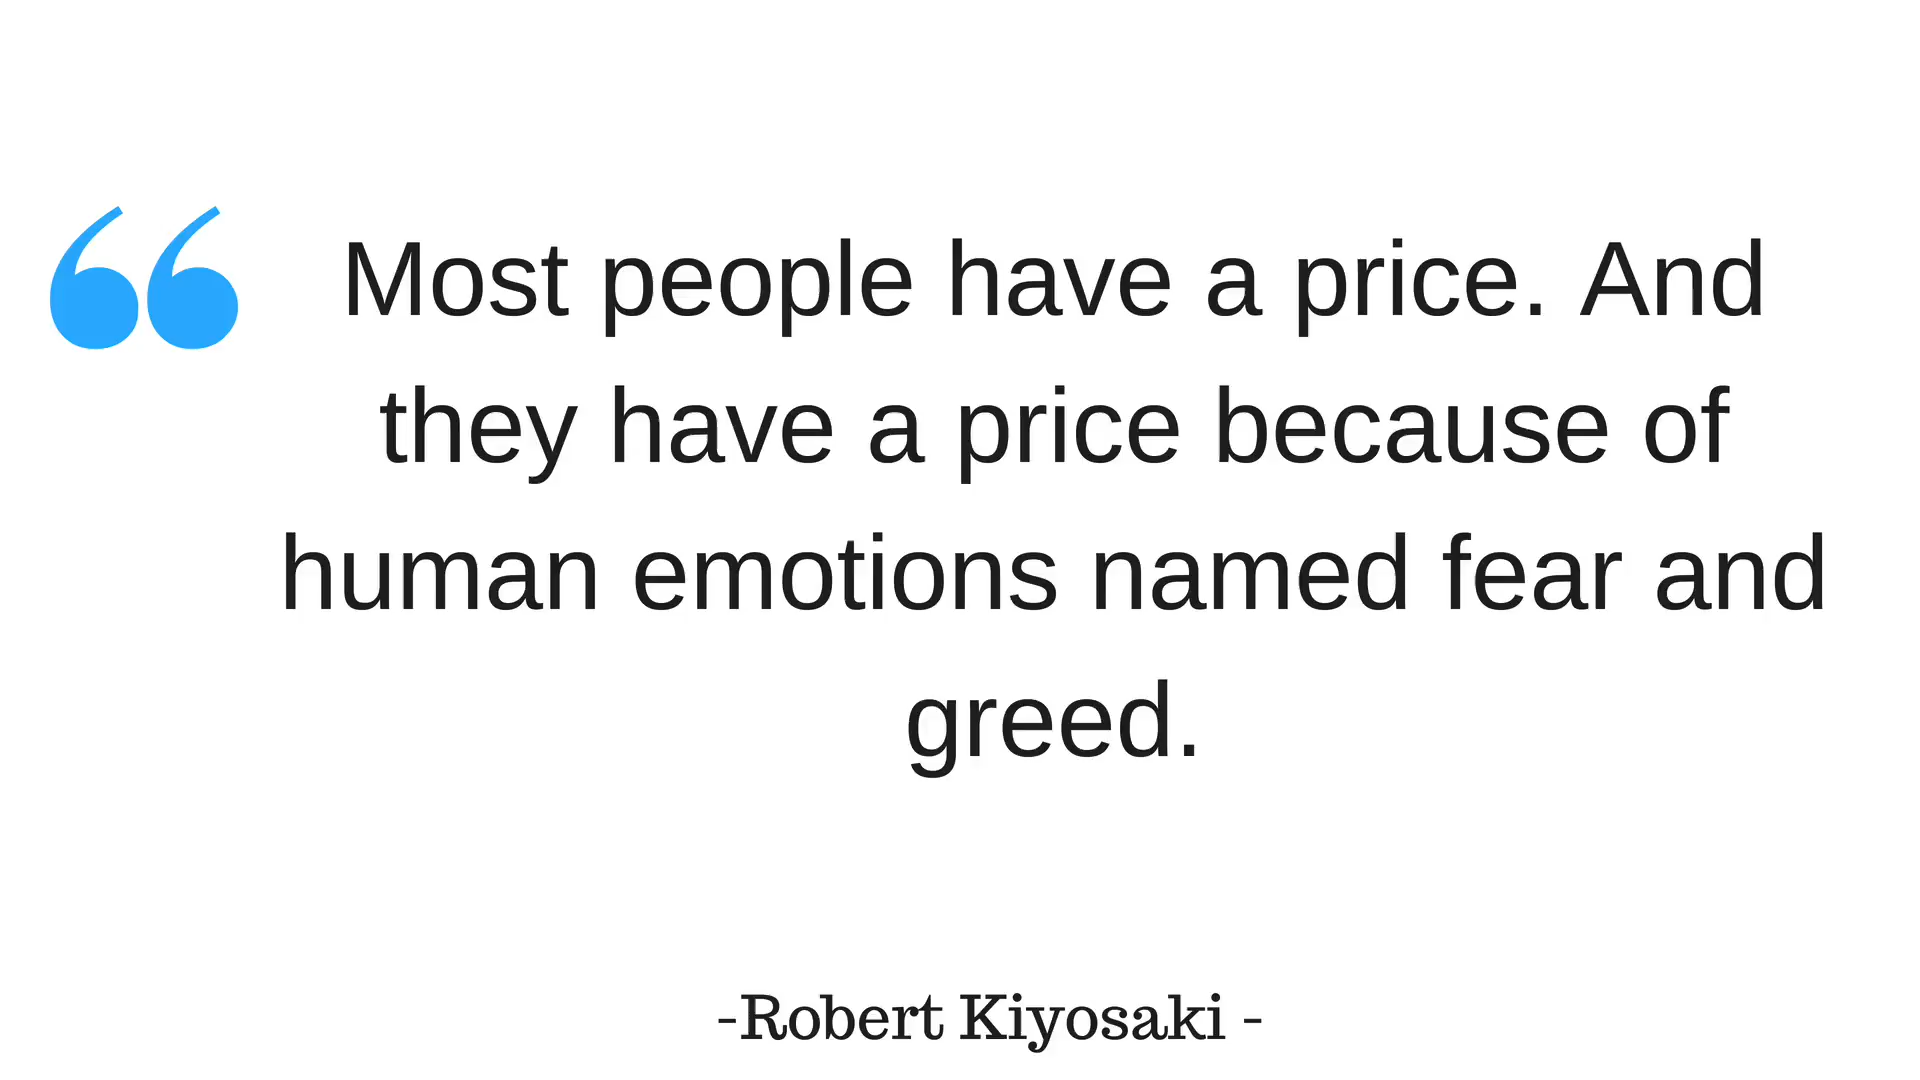 “
Most people have a price. And
they have a price because of
human emotions named fear and
greed.
-Robert Kiyosaki -